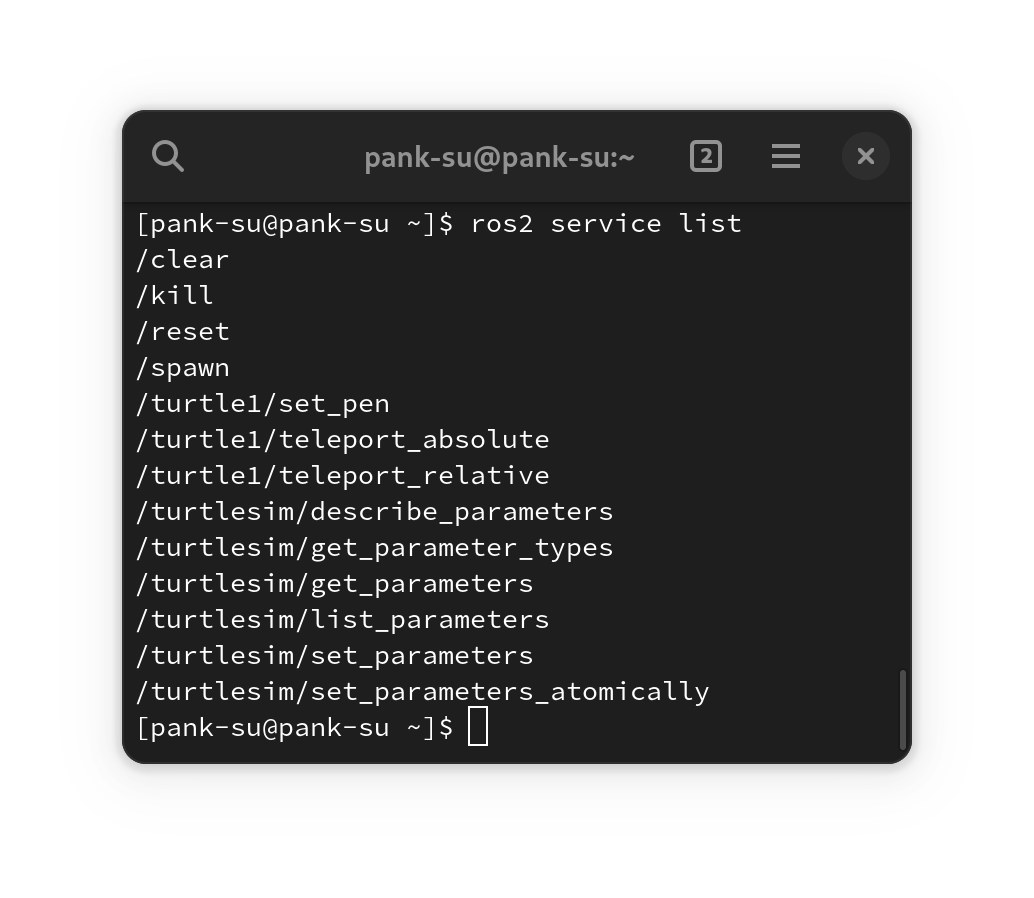 pank-su@pank-su:~
2
[pank-su@pank-su ~]$ ros2 service list
/clear
/kill
/reset
/spawn
/turtle1/set_pen
/turtle1/teleport_absolute
/turtle1/teleport_relative
/turtlesim/describe_parameters
/turtlesim/get_parameter_types
/turtlesim/get_parameters
/turtlesim/list_parameters
/turtlesim/set_parameters
/turtlesim/set_parameters_atomically
[pank-su@pank-su ~]$